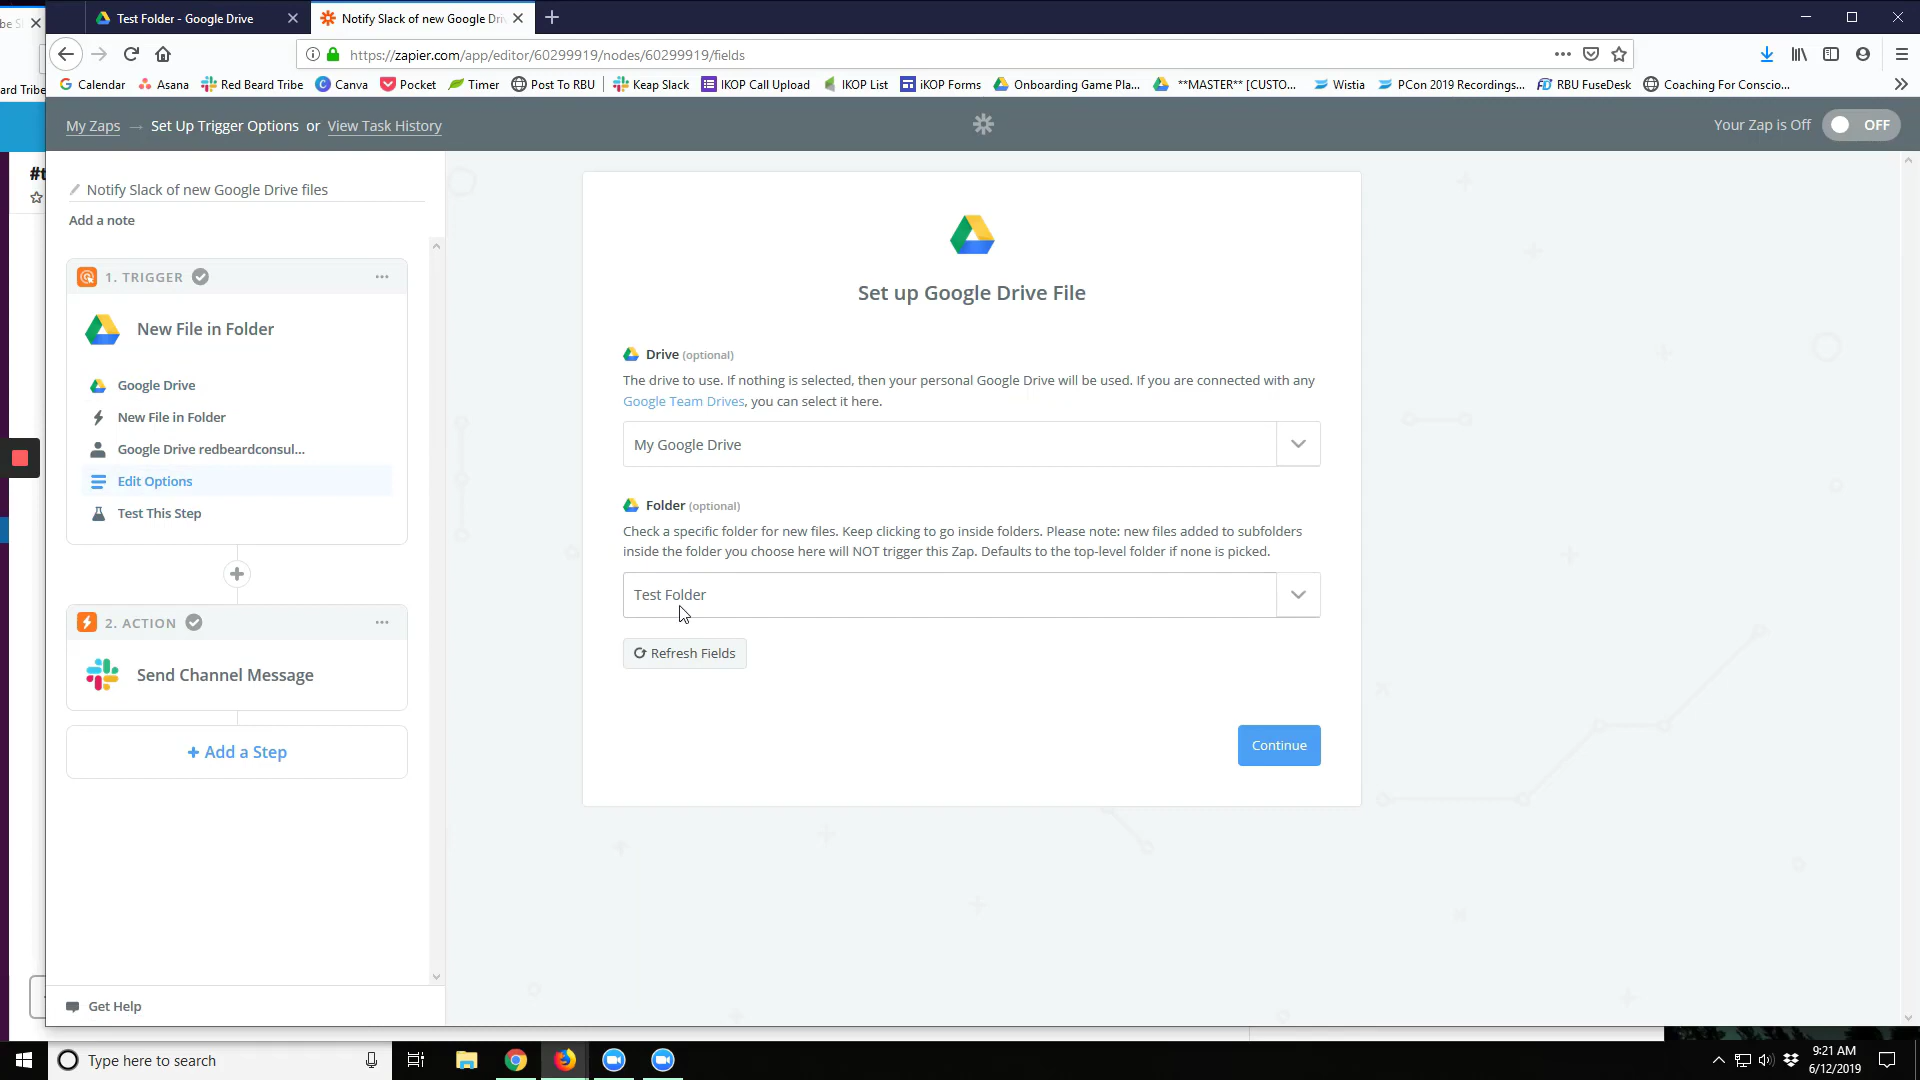 Test Folder - Google Drive
Notify Slack of new Google Dri
https://zapier.com/app/editor/60299919/nodes/60299919/fields
ard Tribe
Calendar
Asana
Red Beard Tribe
Canva
Pocket
Timer
Post To RBU
Keap Slack
IKOP Call Upload
IKOP List
iKOP Forms
Onboarding Game Pla...
**MASTER** [CUSTO...
Wistia
PCon 2019 Recordings...
RBU FuseDesk
Coaching For Conscio...
My Zaps → Set Up Trigger Options or View Task History
Your Zap is Off
OFF
#t
Notify Slack of new Google Drive files
Add a note
1. TRIGGER
New File in Folder
Google Drive
New File in Folder
Google Drive redbeardconsul...
Edit Options
Test This Step
2. ACTION
Send Channel Message
+ Add a Step
Get Help
Set up Google Drive File
Drive (optional)
The drive to use. If nothing is selected, then your personal Google Drive will be used. If you are connected with any
Google Team Drives, you can select it here.
My Google Drive
Folder (optional)
Check a specific folder for new files. Keep clicking to go inside folders. Please note: new files added to subfolders
inside the folder you choose here will NOT trigger this Zap. Defaults to the top-level folder if none is picked.
Test Folder
Refresh Fields
Continue
Type here to search
9:21 AM
6/12/2019